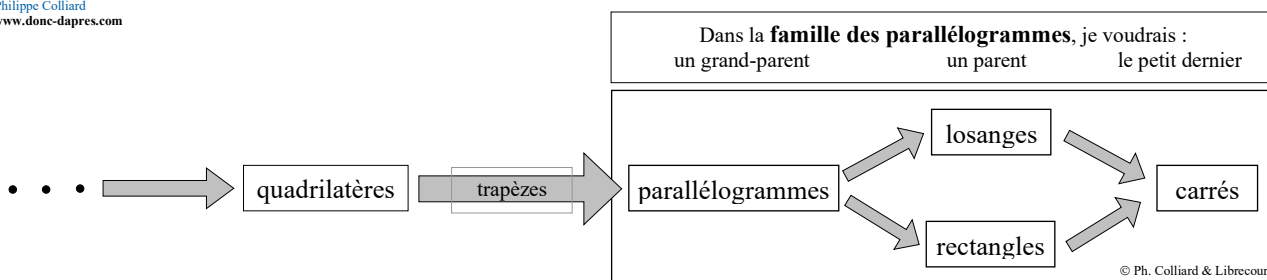 Philippe Colliard
www.donc-dapres.com
Dans la famille des parallélogrammes, je voudrais :
un grand-parent un parent le petit dernier
quadrilatères
trapèzes
parallélogrammes
losanges
rectangles
carrés
© Ph. Colliard &